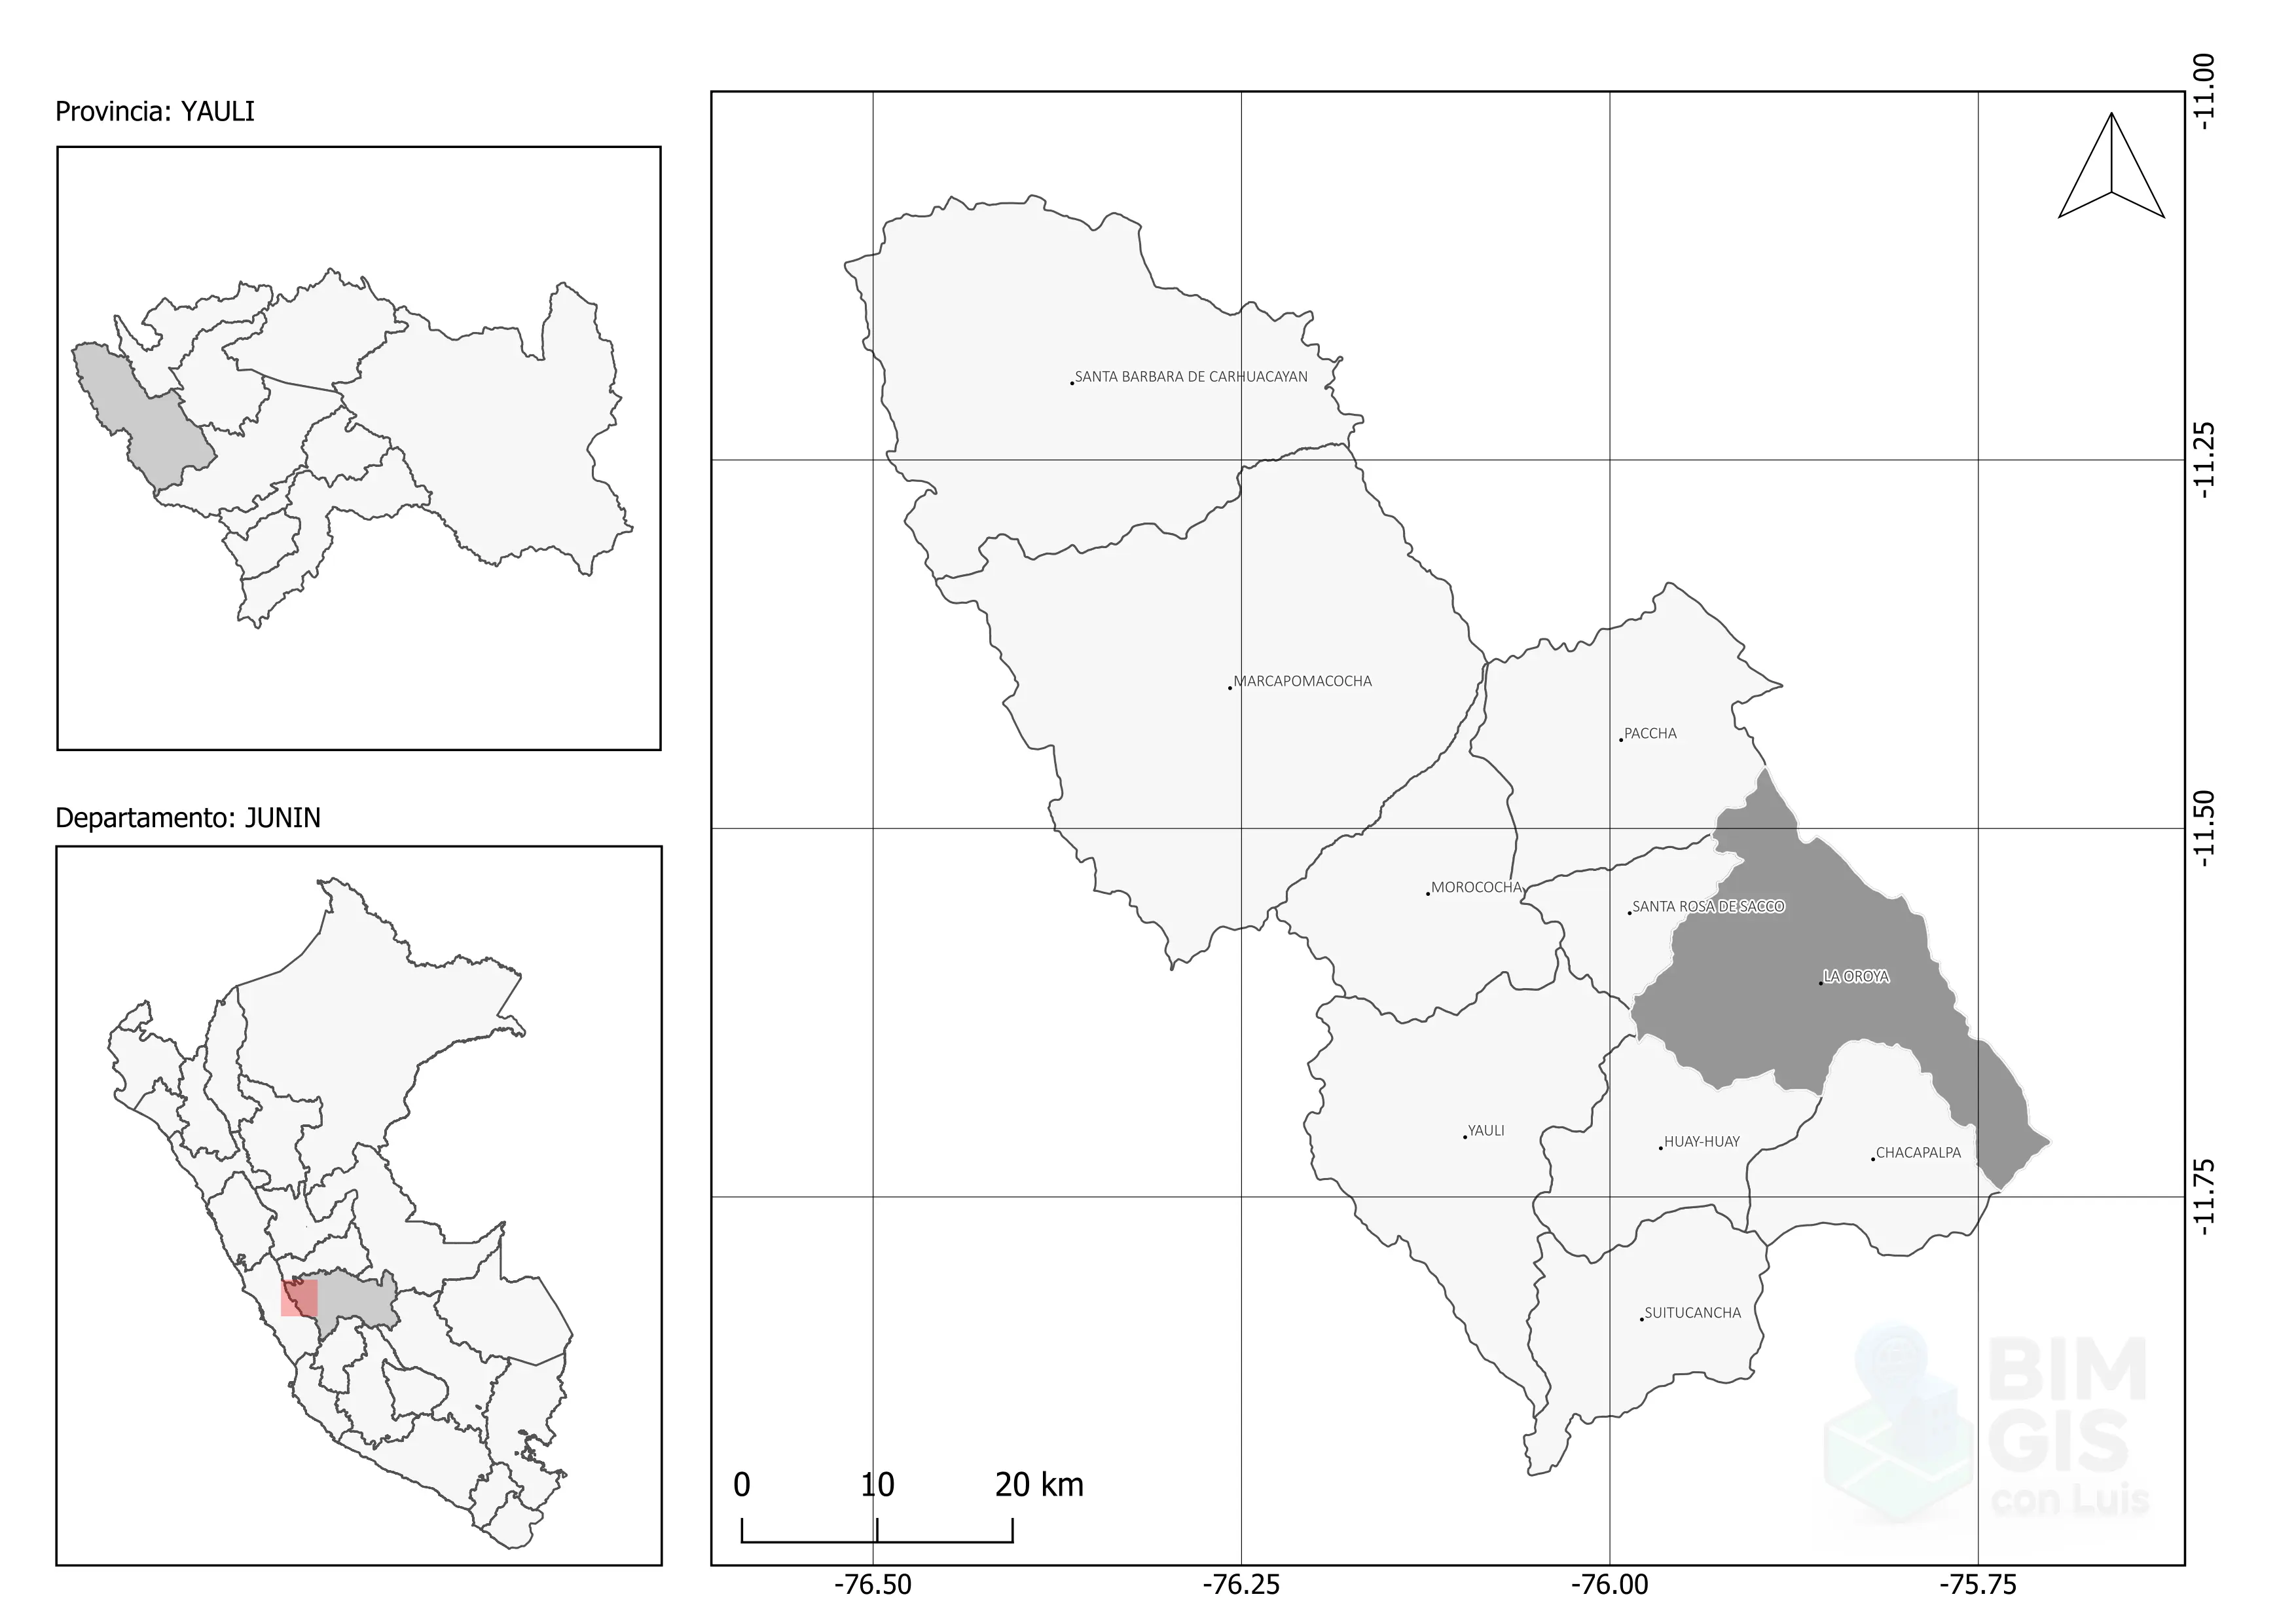 Provincia: YAULI
Departamento: JUNIN
-11.00
-11.25
-11.50
-11.75
SANTA BARBARA DE CARHUACAYAN
MARCAPOMACOCHA
PACCHA
MOROCOCHA
SANTA ROSA DE SACCO
LA OROYA
YAULI
HUAY-HUAY
CHACAPALPA
SUITUCANCHA
0 10 20 km
BIM
GIS
con Luis
-76.50 -76.25 -76.00 -75.75